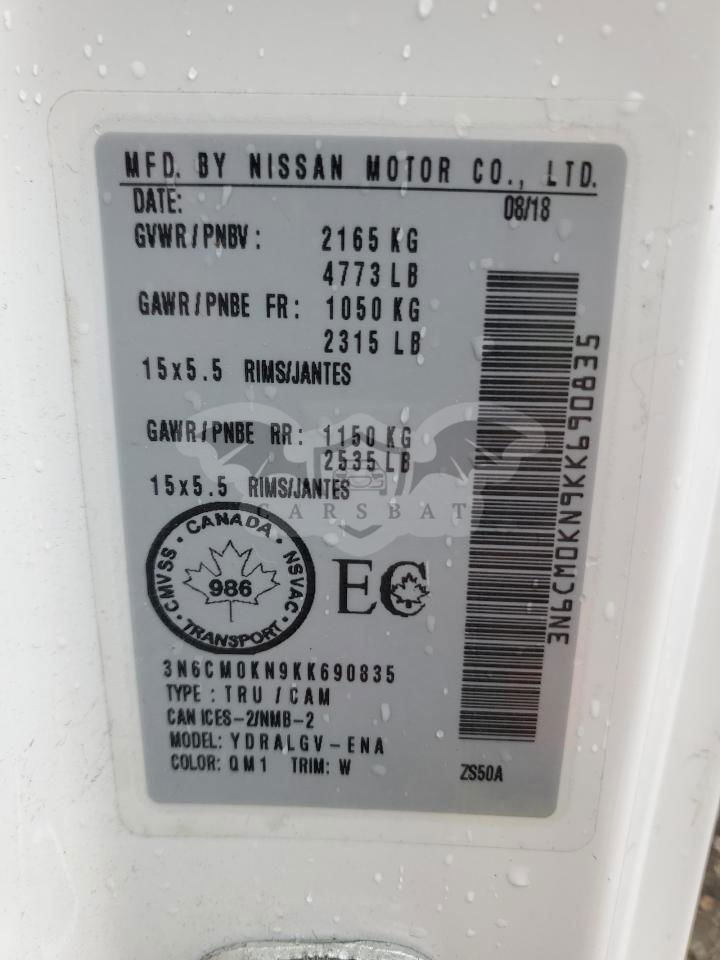 MFD. BY NISSAN MOTOR CO., LTD.
DATE: 08/18
GVWR/PNBV: 2165 KG
4773 LB
GAWR/PNBE FR: 1050 KG
2315 LB
15x5.5 RIMS/JANTES
GAWR/PNBE RR: 1150 KG
2535 LB
15x5.5 RIMS/JANTES
CARSBAT
· CANADA · NSVAC · TRANSPORT · CMVSS
986
EC
3N6CM0KN9KK690835
TYPE: TRU / CAM
CAN ICES-2/NMB-2
MODEL: YDRALGV-ENA
COLOR: QM1 TRIM: W
ZS50A
3N6CM0KN9KK690835